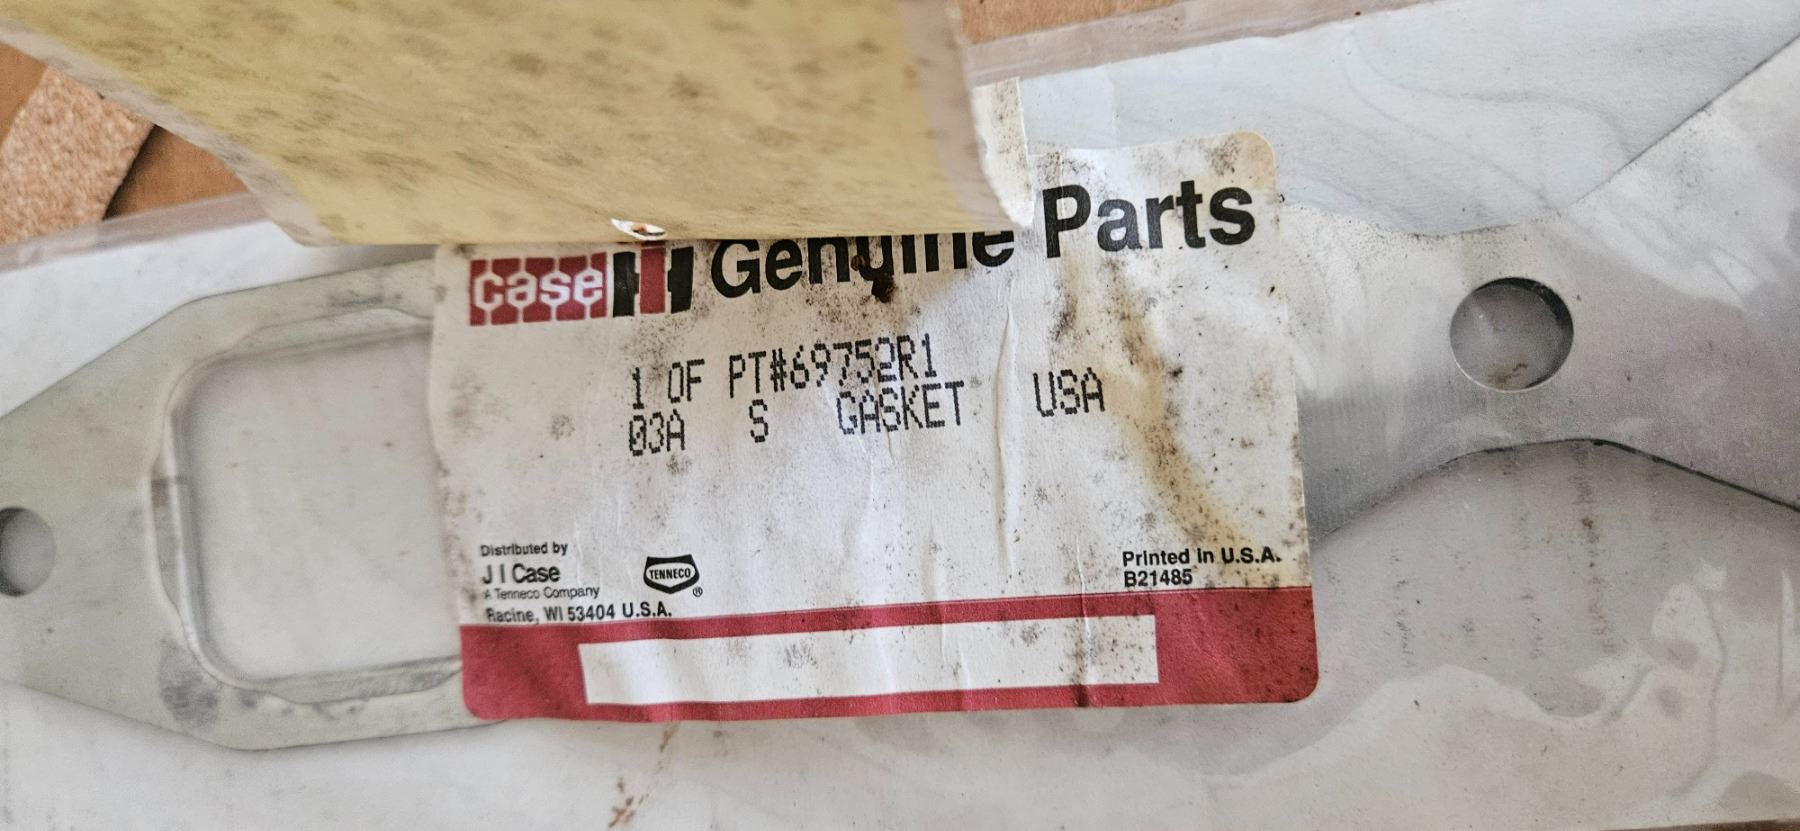 case IH Genuine Parts
1 OF PT#69752R1
03A S GASKET USA
Distributed by
J I Case
A Tenneco Company
Racine, WI 53404 U.S.A.
TENNECO
®
Printed in U.S.A.
B21485